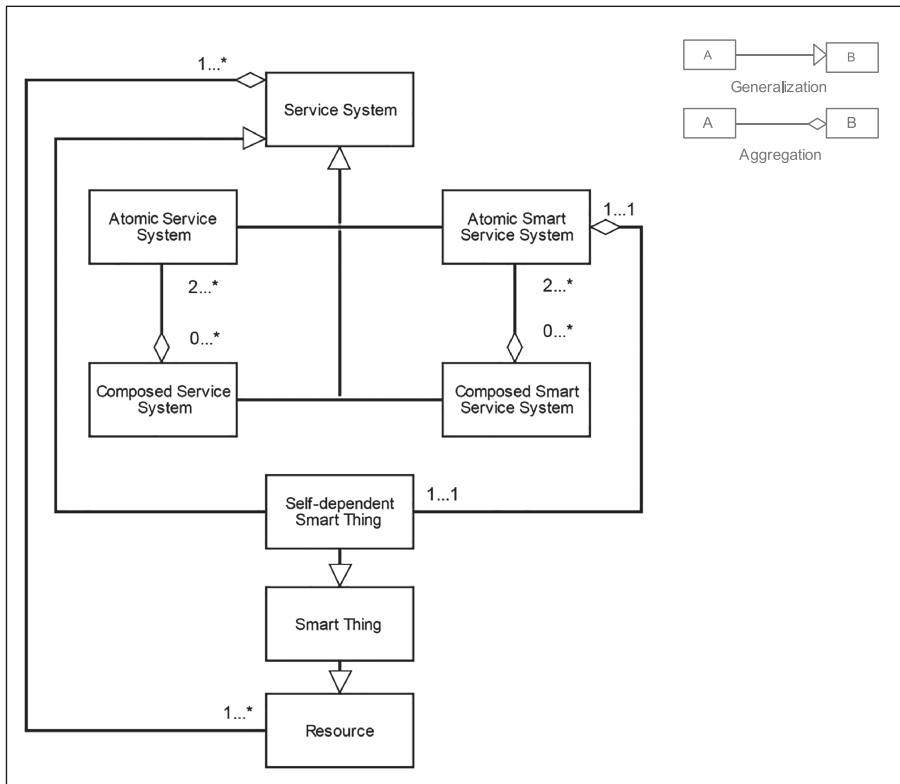 1...*
Service System
A
B
Generalization
A
B
Aggregation
Atomic Service
System
Atomic Smart
Service System
1...1
2...*
2...*
0...*
0...*
Composed Service
System
Composed Smart
Service System
Self-dependent
Smart Thing
1...1
Smart Thing
1...*
Resource